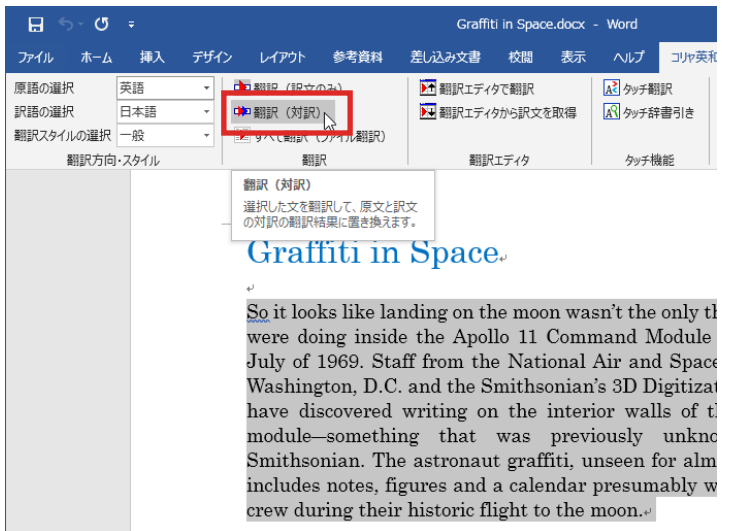 Graffiti in Space.docx - Word
ファイル ホーム 挿入 デザイン レイアウト 参考資料 差し込み文書 校閲 表示 ヘルプ コリャ英和
原語の選択 英語 翻訳（訳文のみ） 翻訳エディタで翻訳 タッチ翻訳
訳語の選択 日本語 翻訳（対訳） 翻訳エディタから訳文を取得 タッチ辞書引き
翻訳スタイルの選択 一般 すべて翻訳（ファイル翻訳）
翻訳方向・スタイル 翻訳 翻訳エディタ タッチ機能
翻訳（対訳）
選択した文を翻訳して、原文と訳文
の対訳の翻訳結果に置き換えます。
Graffiti in Space
So it looks like landing on the moon wasn't the only th
were doing inside the Apollo 11 Command Module
July of 1969. Staff from the National Air and Space
Washington, D.C. and the Smithsonian's 3D Digitizat
have discovered writing on the interior walls of th
module—something that was previously unkno
Smithsonian. The astronaut graffiti, unseen for alm
includes notes, figures and a calendar presumably w
crew during their historic flight to the moon.